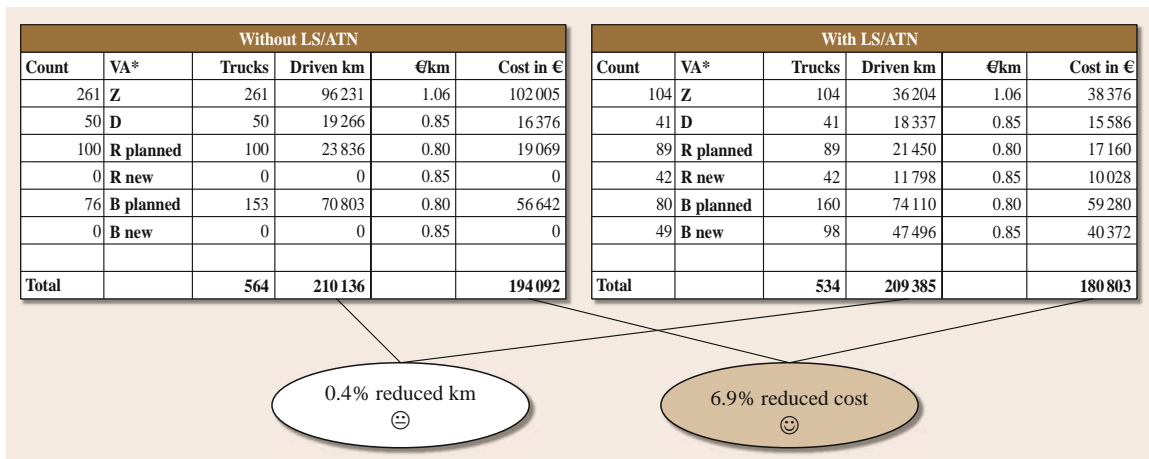 Without LS/ATN
Count VA* Trucks Driven km €/km Cost in €
261 Z 261 96 231 1.06 102 005
50 D 50 19 266 0.85 16 376
100 R planned 100 23 836 0.80 19 069
0 R new 0 0 0.85 0
76 B planned 153 70 803 0.80 56 642
0 B new 0 0 0.85 0
Total 564 210 136 194 092
With LS/ATN
Count VA* Trucks Driven km €/km Cost in €
104 Z 104 36 204 1.06 38 376
41 D 41 18 337 0.85 15 586
89 R planned 89 21 450 0.80 17 160
42 R new 42 11 798 0.85 10 028
80 B planned 160 74 110 0.80 59 280
49 B new 98 47 496 0.85 40 372
Total 534 209 385 180 803
0.4% reduced km
😐
6.9% reduced cost
☺